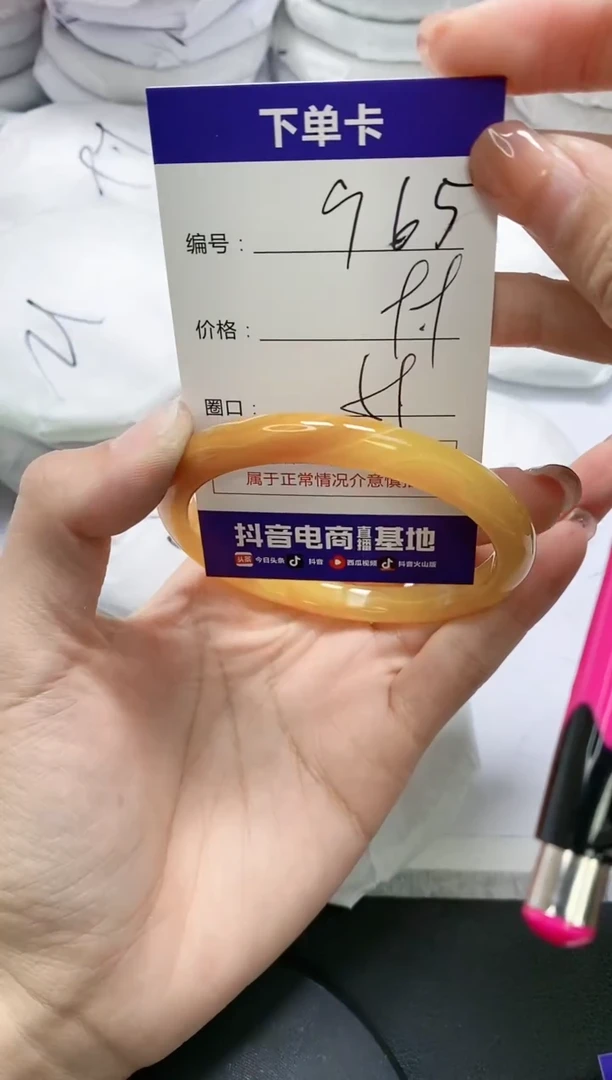 下单卡
编号: 965
价格:
圈口:
属于正常情况介意慎拍
抖音电商直播基地
头条 今日头条 抖音 西瓜视频 抖音火山版